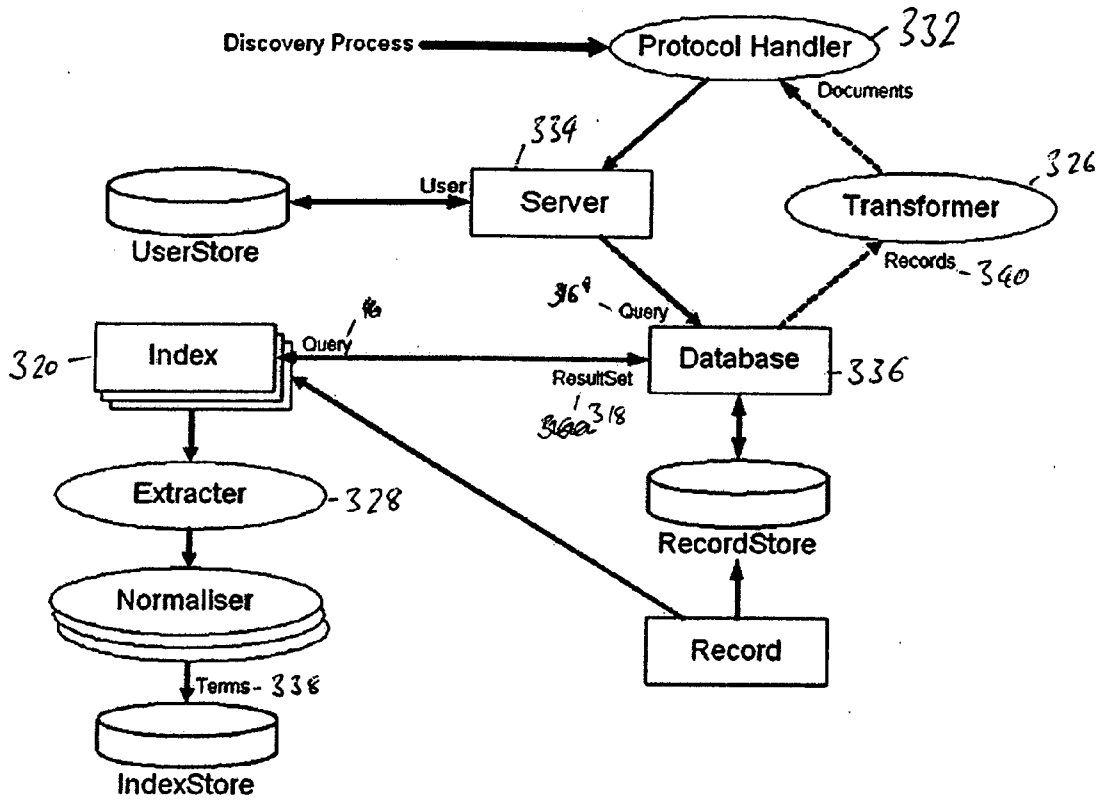 Discovery Process
Protocol Handler
332
Documents
334
326
User
Server
Transformer
UserStore
Records - 340
Query
320
Index
Query
Database
ResultSet
336
318
Extracter
- 328
RecordStore
Normaliser
Record
Terms - 338
IndexStore